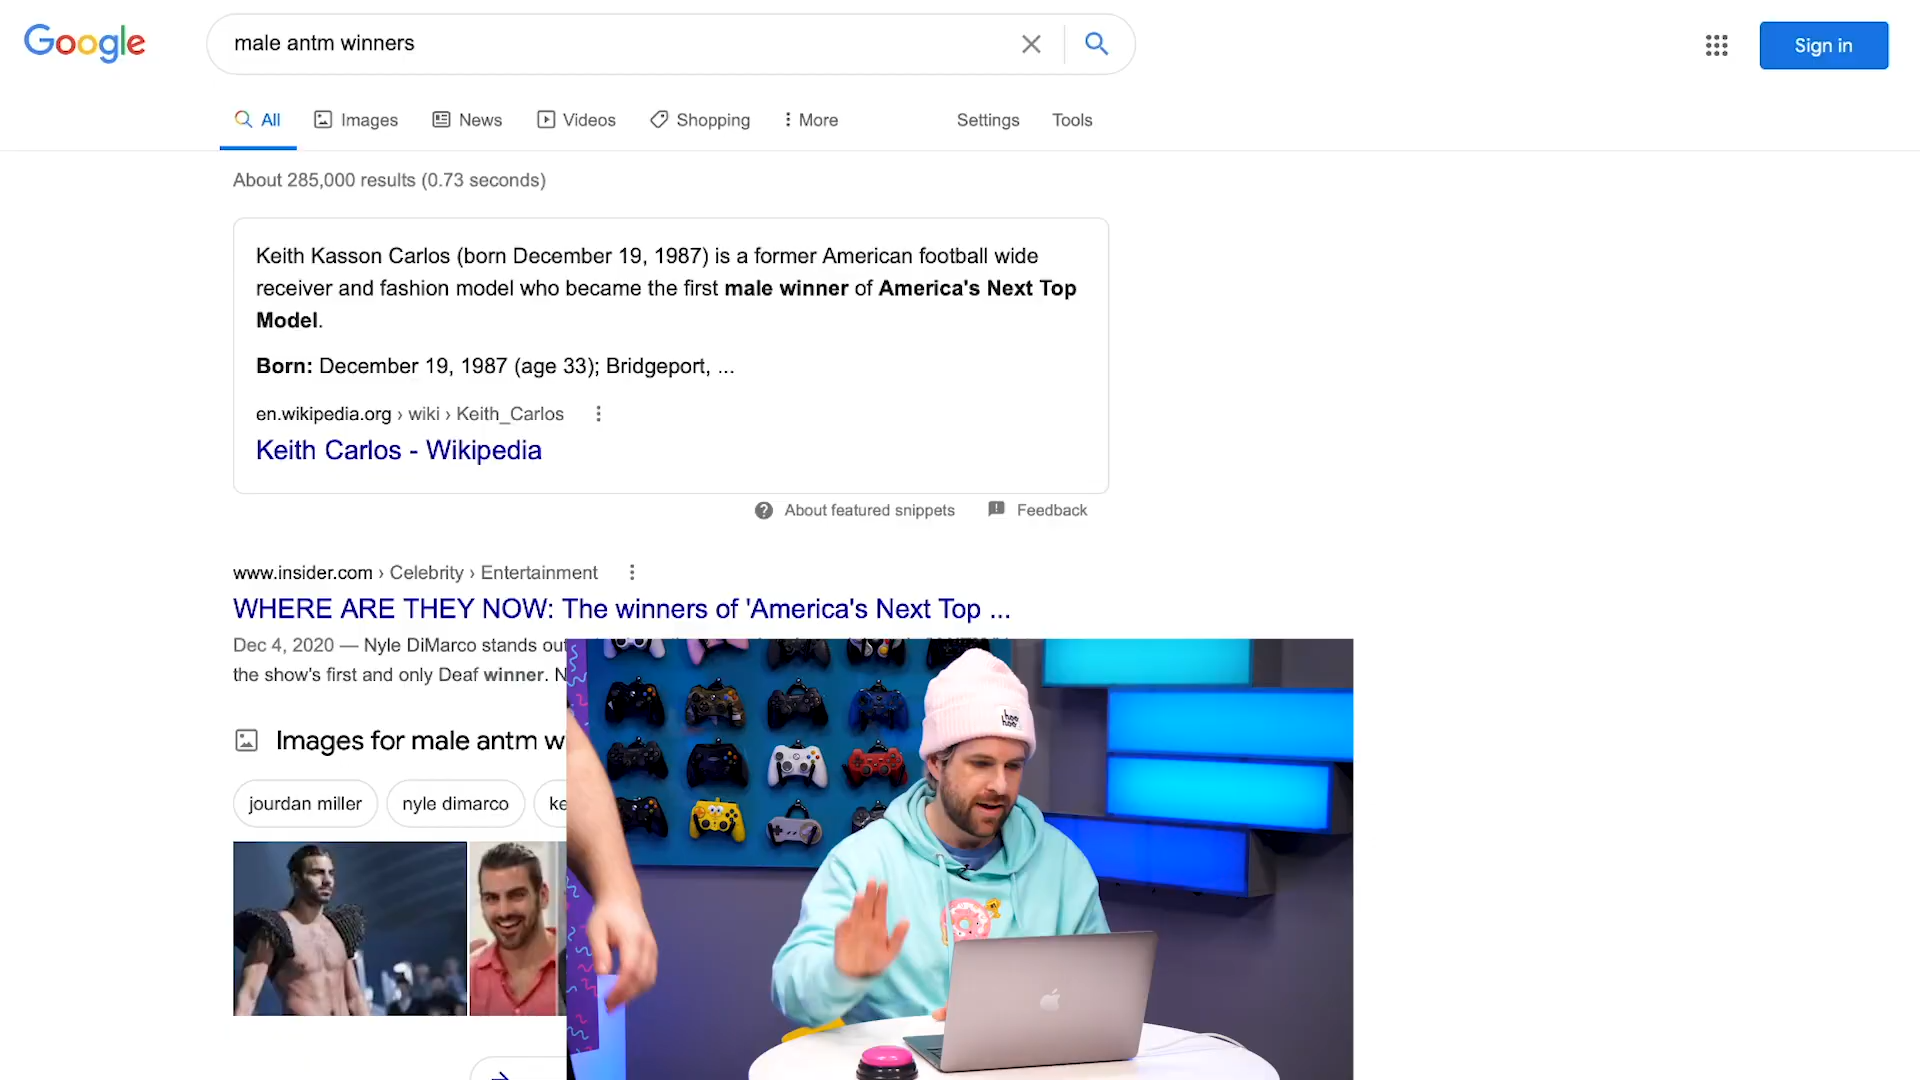 Google
male antm winners
Sign in
All
Images
News
Videos
Shopping
More
Settings
Tools
About 285,000 results (0.73 seconds)
Keith Kasson Carlos (born December 19, 1987) is a former American football wide
receiver and fashion model who became the first male winner of America's Next Top
Model.
Born: December 19, 1987 (age 33); Bridgeport, ...
en.wikipedia.org › wiki › Keith_Carlos
Keith Carlos - Wikipedia
About featured snippets
Feedback
www.insider.com › Celebrity › Entertainment
WHERE ARE THEY NOW: The winners of 'America's Next Top ...
Dec 4, 2020 — Nyle DiMarco stands
the show's first and only Deaf winner.
Images for male antm
jourdan miller
nyle dimarco
hee
hee